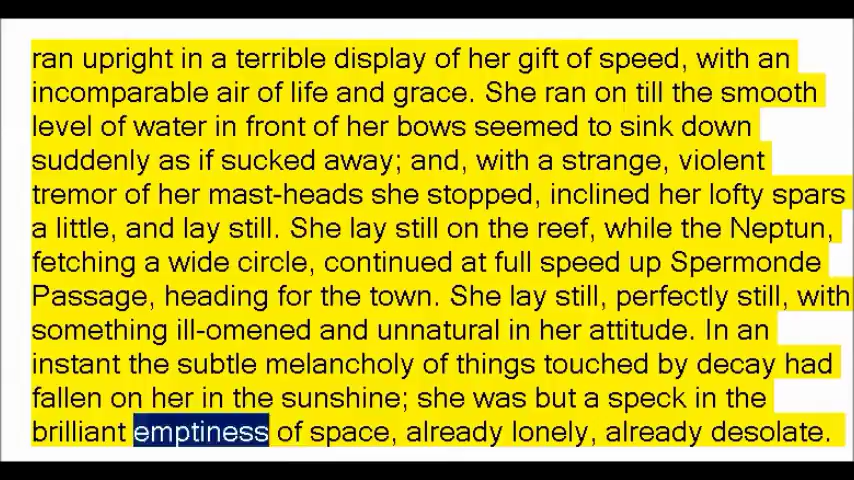 ran upright in a terrible display of her gift of speed, with an
incomparable air of life and grace. She ran on till the smooth
level of water in front of her bows seemed to sink down
suddenly as if sucked away; and, with a strange, violent
tremor of her mast-heads she stopped, inclined her lofty spars
a little, and lay still. She lay still on the reef, while the Neptun,
fetching a wide circle, continued at full speed up Spermonde
Passage, heading for the town. She lay still, perfectly still, with
something ill-omened and unnatural in her attitude. In an
instant the subtle melancholy of things touched by decay had
fallen on her in the sunshine; she was but a speck in the
brilliant emptiness of space, already lonely, already desolate.